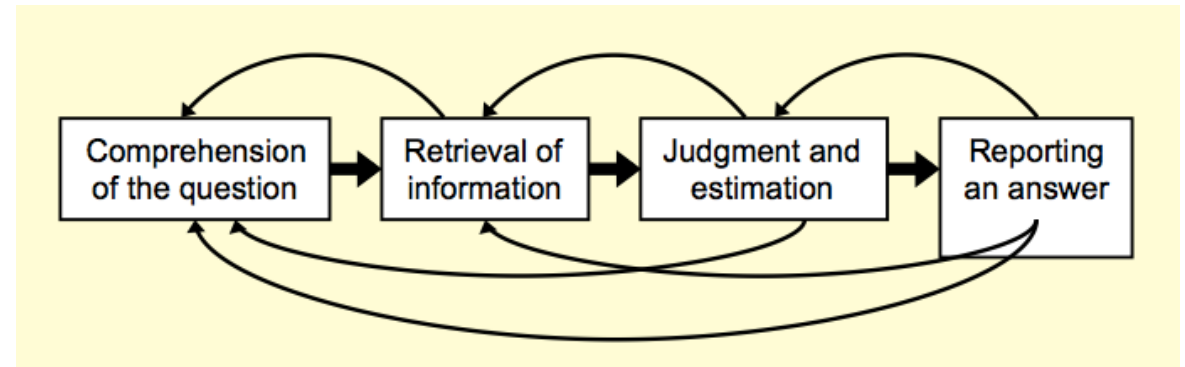 Comprehension
of the question
Retrieval of
information
Judgment and
estimation
Reporting
an answer